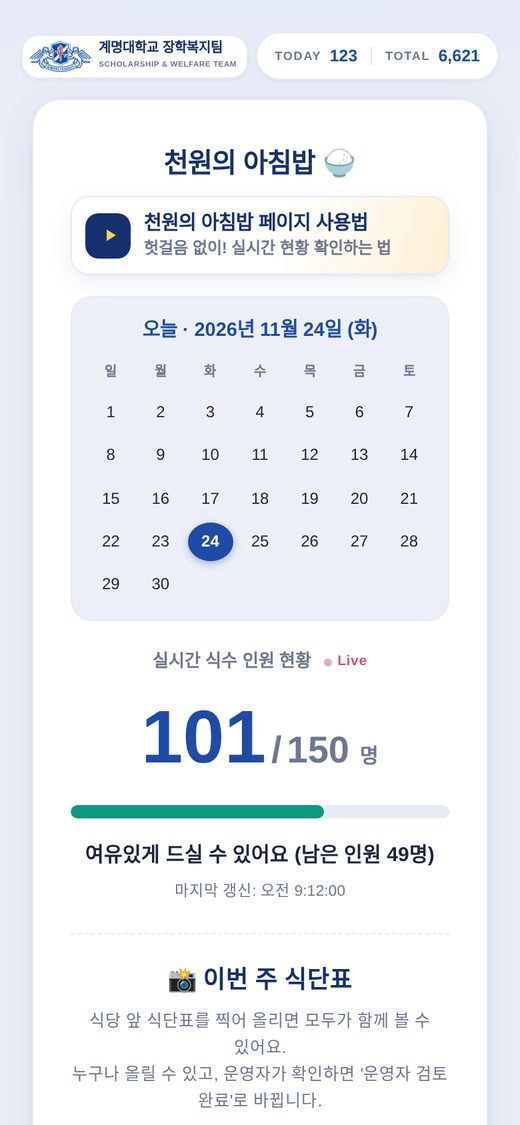 계명대학교 장학복지팀
SCHOLARSHIP & WELFARE TEAM
TODAY 123 TOTAL 6,621
천원의 아침밥 🍚
천원의 아침밥 페이지 사용법
헛걸음 없이! 실시간 현황 확인하는 법
오늘 · 2026년 11월 24일 (화)
일 월 화 수 목 금 토
1 2 3 4 5 6 7
8 9 10 11 12 13 14
15 16 17 18 19 20 21
22 23 24 25 26 27 28
29 30
실시간 식수 인원 현황 Live
101 / 150 명
여유있게 드실 수 있어요 (남은 인원 49명)
마지막 갱신: 오전 9:12:00
📸 이번 주 식단표
식당 앞 식단표를 찍어 올리면 모두가 함께 볼 수
있어요.
누구나 올릴 수 있고, 운영자가 확인하면 '운영자 검토
완료'로 바뀝니다.